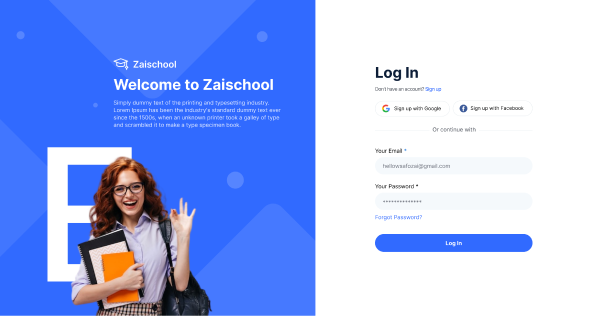 Zaischool
Welcome to Zaischool
Simply dummy text of the printing and typesetting industry.
Lorem Ipsum has been the industry's standard dummy text ever
since the 1500s, when an unknown printer took a galley of type
and scrambled it to make a type specimen book.
E
Log In
Don't have an account? Sign up
Sign up with Google
Sign up with Facebook
Or continue with
Your Email *
Your Password *
**************
Forgot Password?
Log In